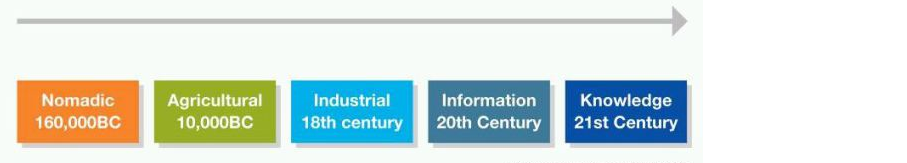 Nomadic
160,000BC
Agricultural
10,000BC
Industrial
18th century
Information
20th Century
Knowledge
21st Century